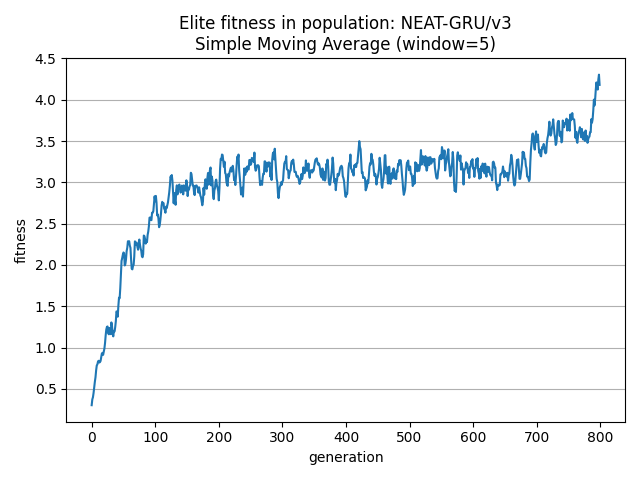 Elite fitness in population: NEAT-GRU/v3
Simple Moving Average (window=5)
4.5
4.0
3.5
3.0
2.5
2.0
1.5
1.0
0.5
fitness
0 100 200 300 400 500 600 700 800
generation